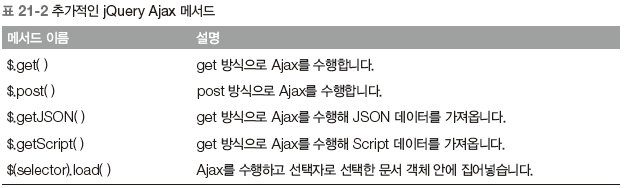 표 21-2 추가적인 jQuery Ajax 메서드
메서드 이름 설명
$.get( ) get 방식으로 Ajax를 수행합니다.
$.post( ) post 방식으로 Ajax를 수행합니다.
$.getJSON( ) get 방식으로 Ajax를 수행해 JSON 데이터를 가져옵니다.
$.getScript( ) get 방식으로 Ajax를 수행해 Script 데이터를 가져옵니다.
$(selector).load( ) Ajax를 수행하고 선택자로 선택한 문서 객체 안에 집어넣습니다.